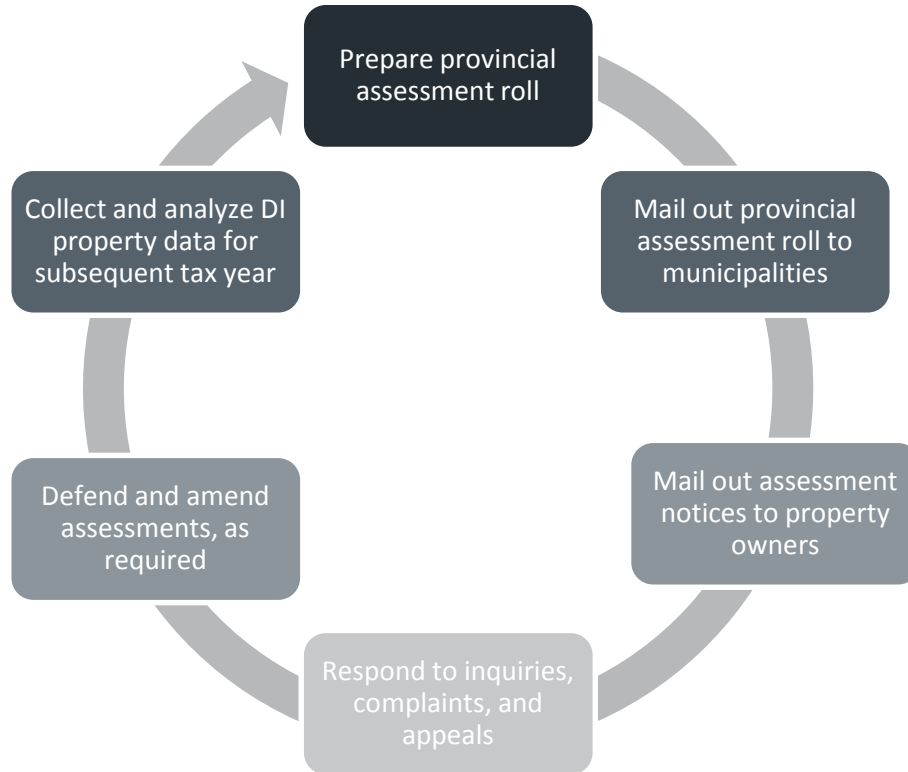 Prepare provincial
assessment roll
Mail out provincial
assessment roll to
municipalities
Mail out assessment
notices to property
owners
Respond to inquiries,
complaints, and
appeals
Defend and amend
assessments, as
required
Collect and analyze DI
property data for
subsequent tax year